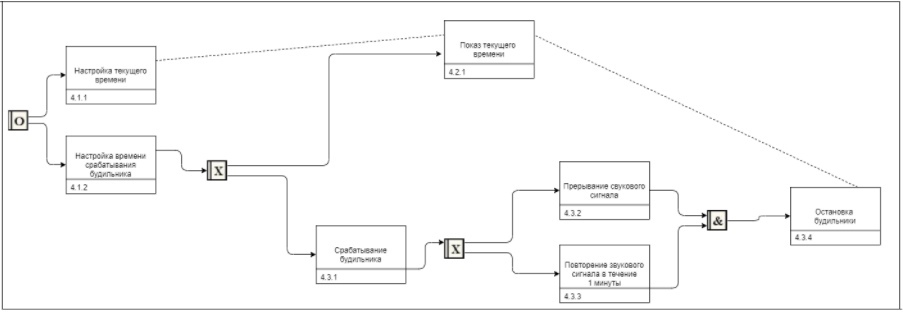 Настройка текущего
времени
4.1.1
Показ текущего
времени
4.2.1
O
Настройка времени
срабатывания
будильника
4.1.2
X
Срабатывание
будильника
4.3.1
X
Прерывание звукового
сигнала
4.3.2
Повторение звукового
сигнала в течение
1 минуты
4.3.3
&
Остановка
будильники
4.3.4